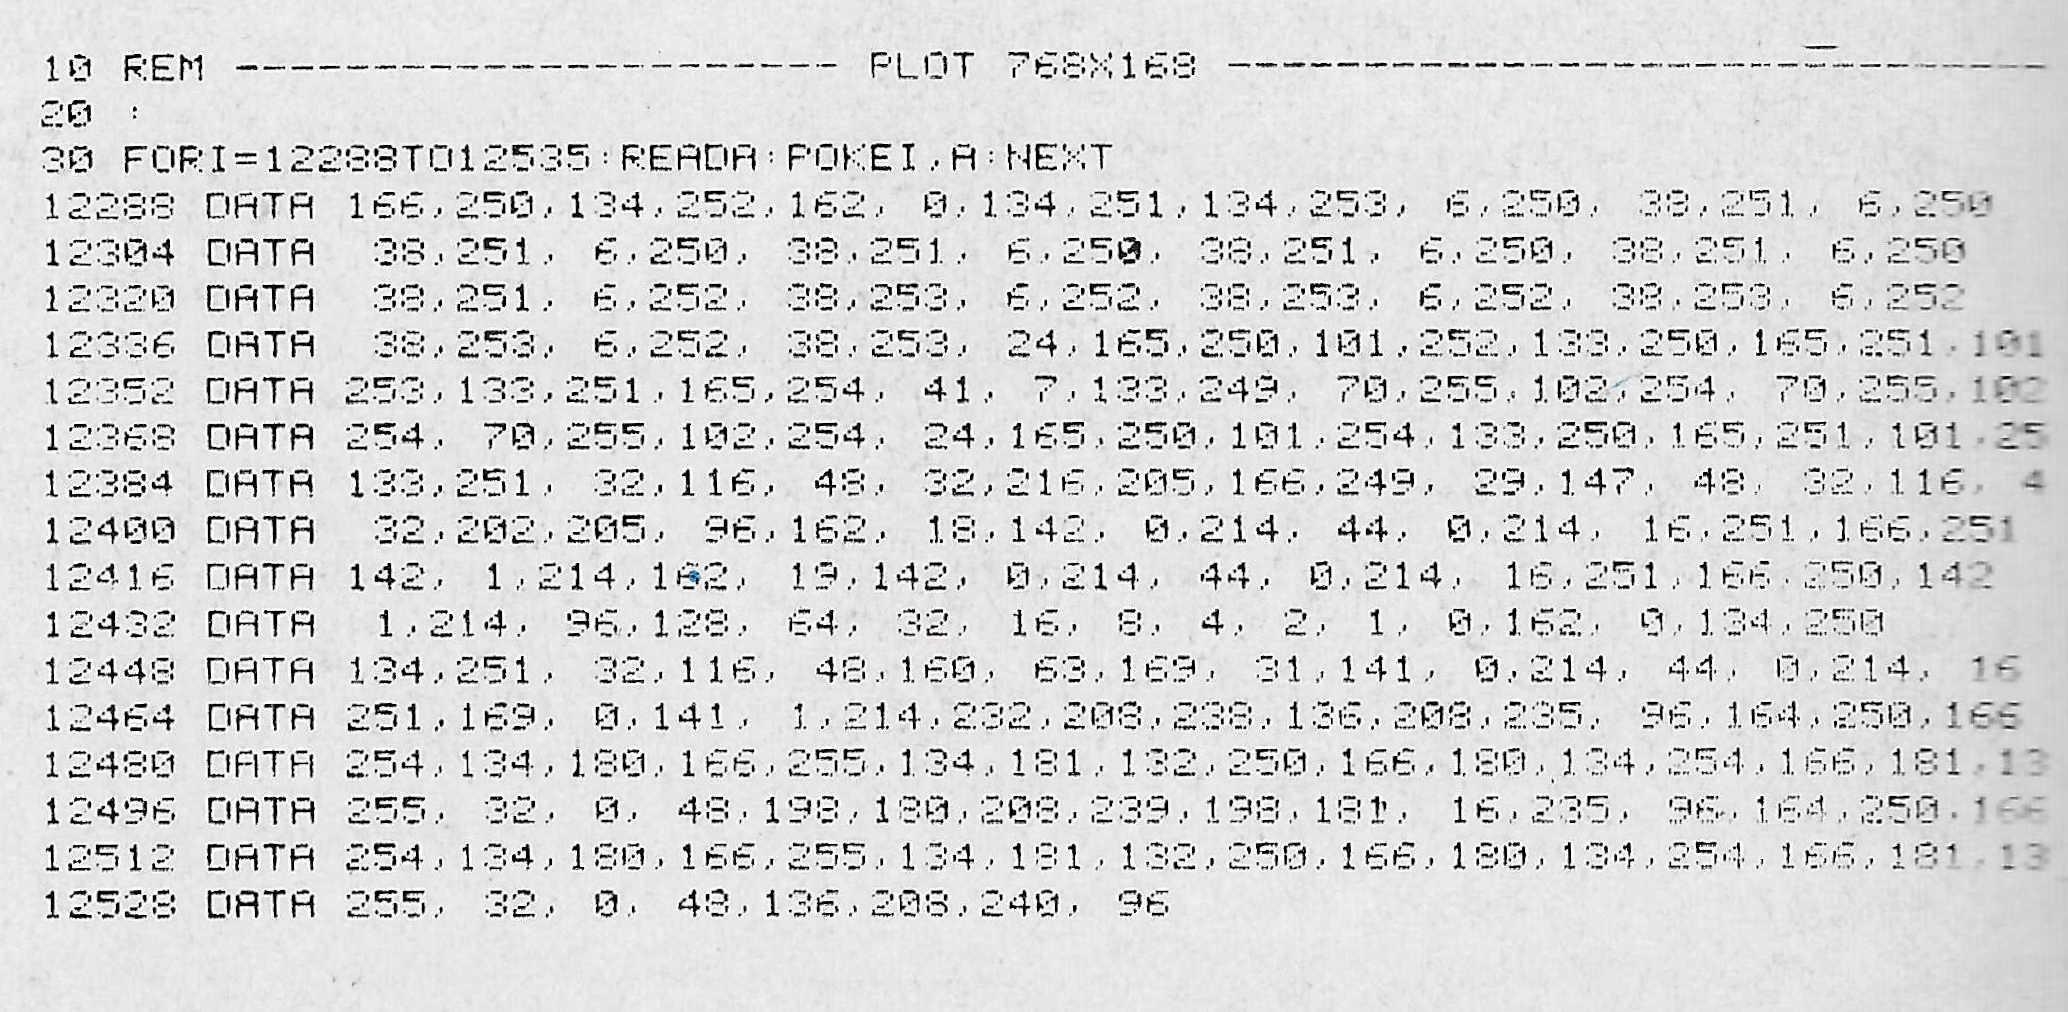 10 REM ---------------------- PLOT 768X168 ------------------------------
20 :
30 FORI=12288TO12535:READA:POKEI,A:NEXT
12288 DATA 166,250,134,252,162, 0,134,251,134,253, 6,250, 38,251, 6,250
12304 DATA  38,251, 6,250, 38,251, 6,250, 38,251, 6,250, 38,251, 6,250
12320 DATA  38,251, 6,252, 38,253, 6,252, 38,253, 6,252, 38,253, 6,252
12336 DATA  38,253, 6,252, 38,253, 24,165,250,101,252,133,250,165,251,101
12352 DATA 253,133,251,165,254, 41, 7,133,249, 70,255,102,254, 70,255,102
12368 DATA 254, 70,255,102,254, 24,165,250,101,254,133,250,165,251,101,25
12384 DATA 133,251, 32,116, 48, 32,216,205,166,249, 29,147, 48, 32,116, 4
12400 DATA  32,202,205, 96,162, 18,142, 0,214, 44, 0,214, 16,251,166,251
12416 DATA 142, 1,214,162, 19,142, 0,214, 44, 0,214, 16,251,166,250,142
12432 DATA  1,214, 96,128, 64, 32, 16, 8, 4, 2, 1, 0,162, 0,134,250
12448 DATA 134,251, 32,116, 48,160, 63,169, 31,141, 0,214, 44, 0,214, 16
12464 DATA 251,169, 0,141, 1,214,232,208,238,136,208,235, 96,164,250,166
12480 DATA 254,134,180,166,255,134,181,132,250,166,180,134,254,166,181,13
12496 DATA 255, 32, 0, 48,198,180,208,239,198,181, 16,235, 96,164,250,166
12512 DATA 254,134,180,166,255,134,181,132,250,166,180,134,254,166,181,13
12528 DATA 255, 32, 0, 48,136,208,240, 96